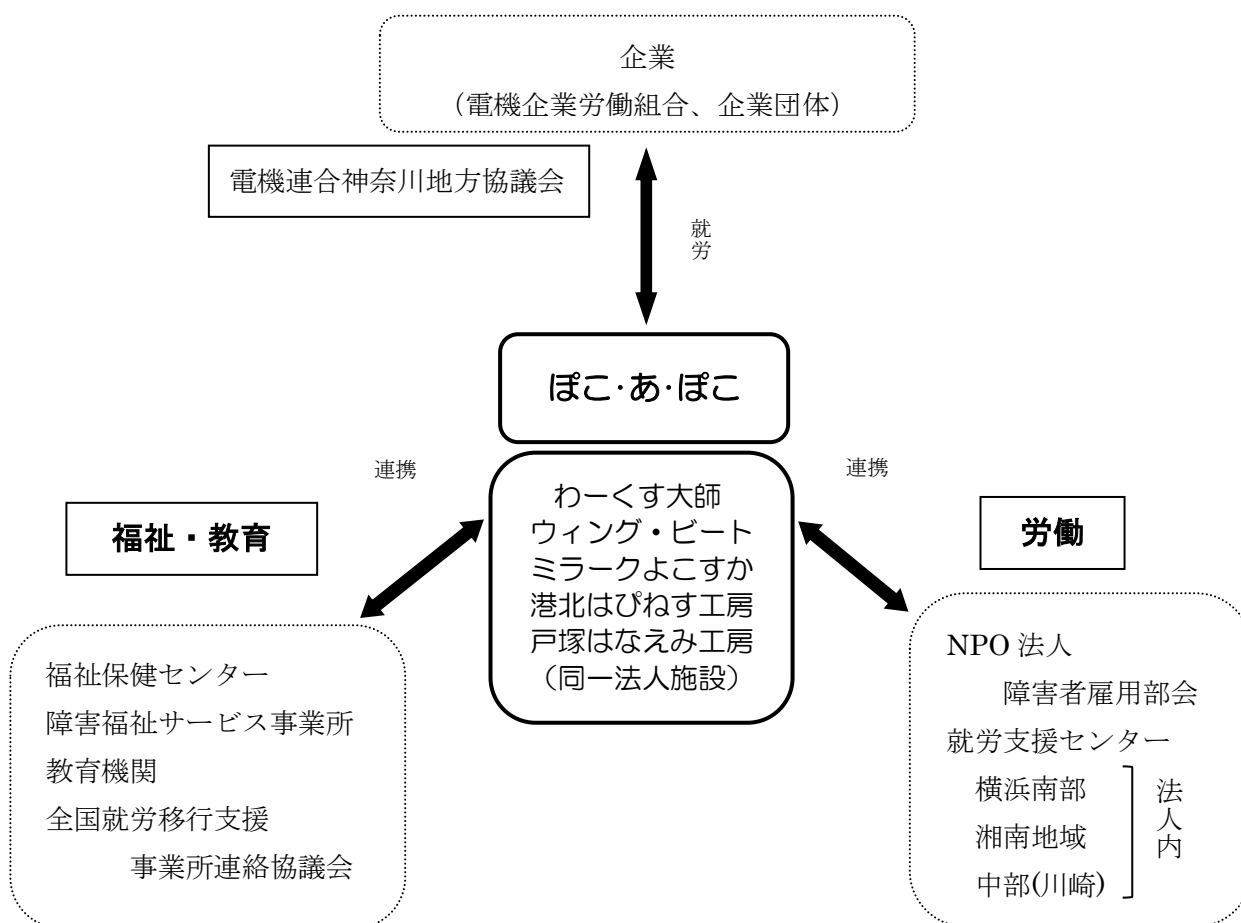 企業
（電機企業労働組合、企業団体）
電機連合神奈川地方協議会
就労
ぽこ・あ・ぽこ
連携
連携
わーくす大師
ウィング・ビート
ミラークよこすか
港北はぴねす工房
戸塚はなえみ工房
（同一法人施設）
福祉・教育
福祉保健センター
障害福祉サービス事業所
教育機関
全国就労移行支援
事業所連絡協議会
労働
NPO 法人
障害者雇用部会
就労支援センター
横浜南部
湘南地域
中部(川崎)
法人内